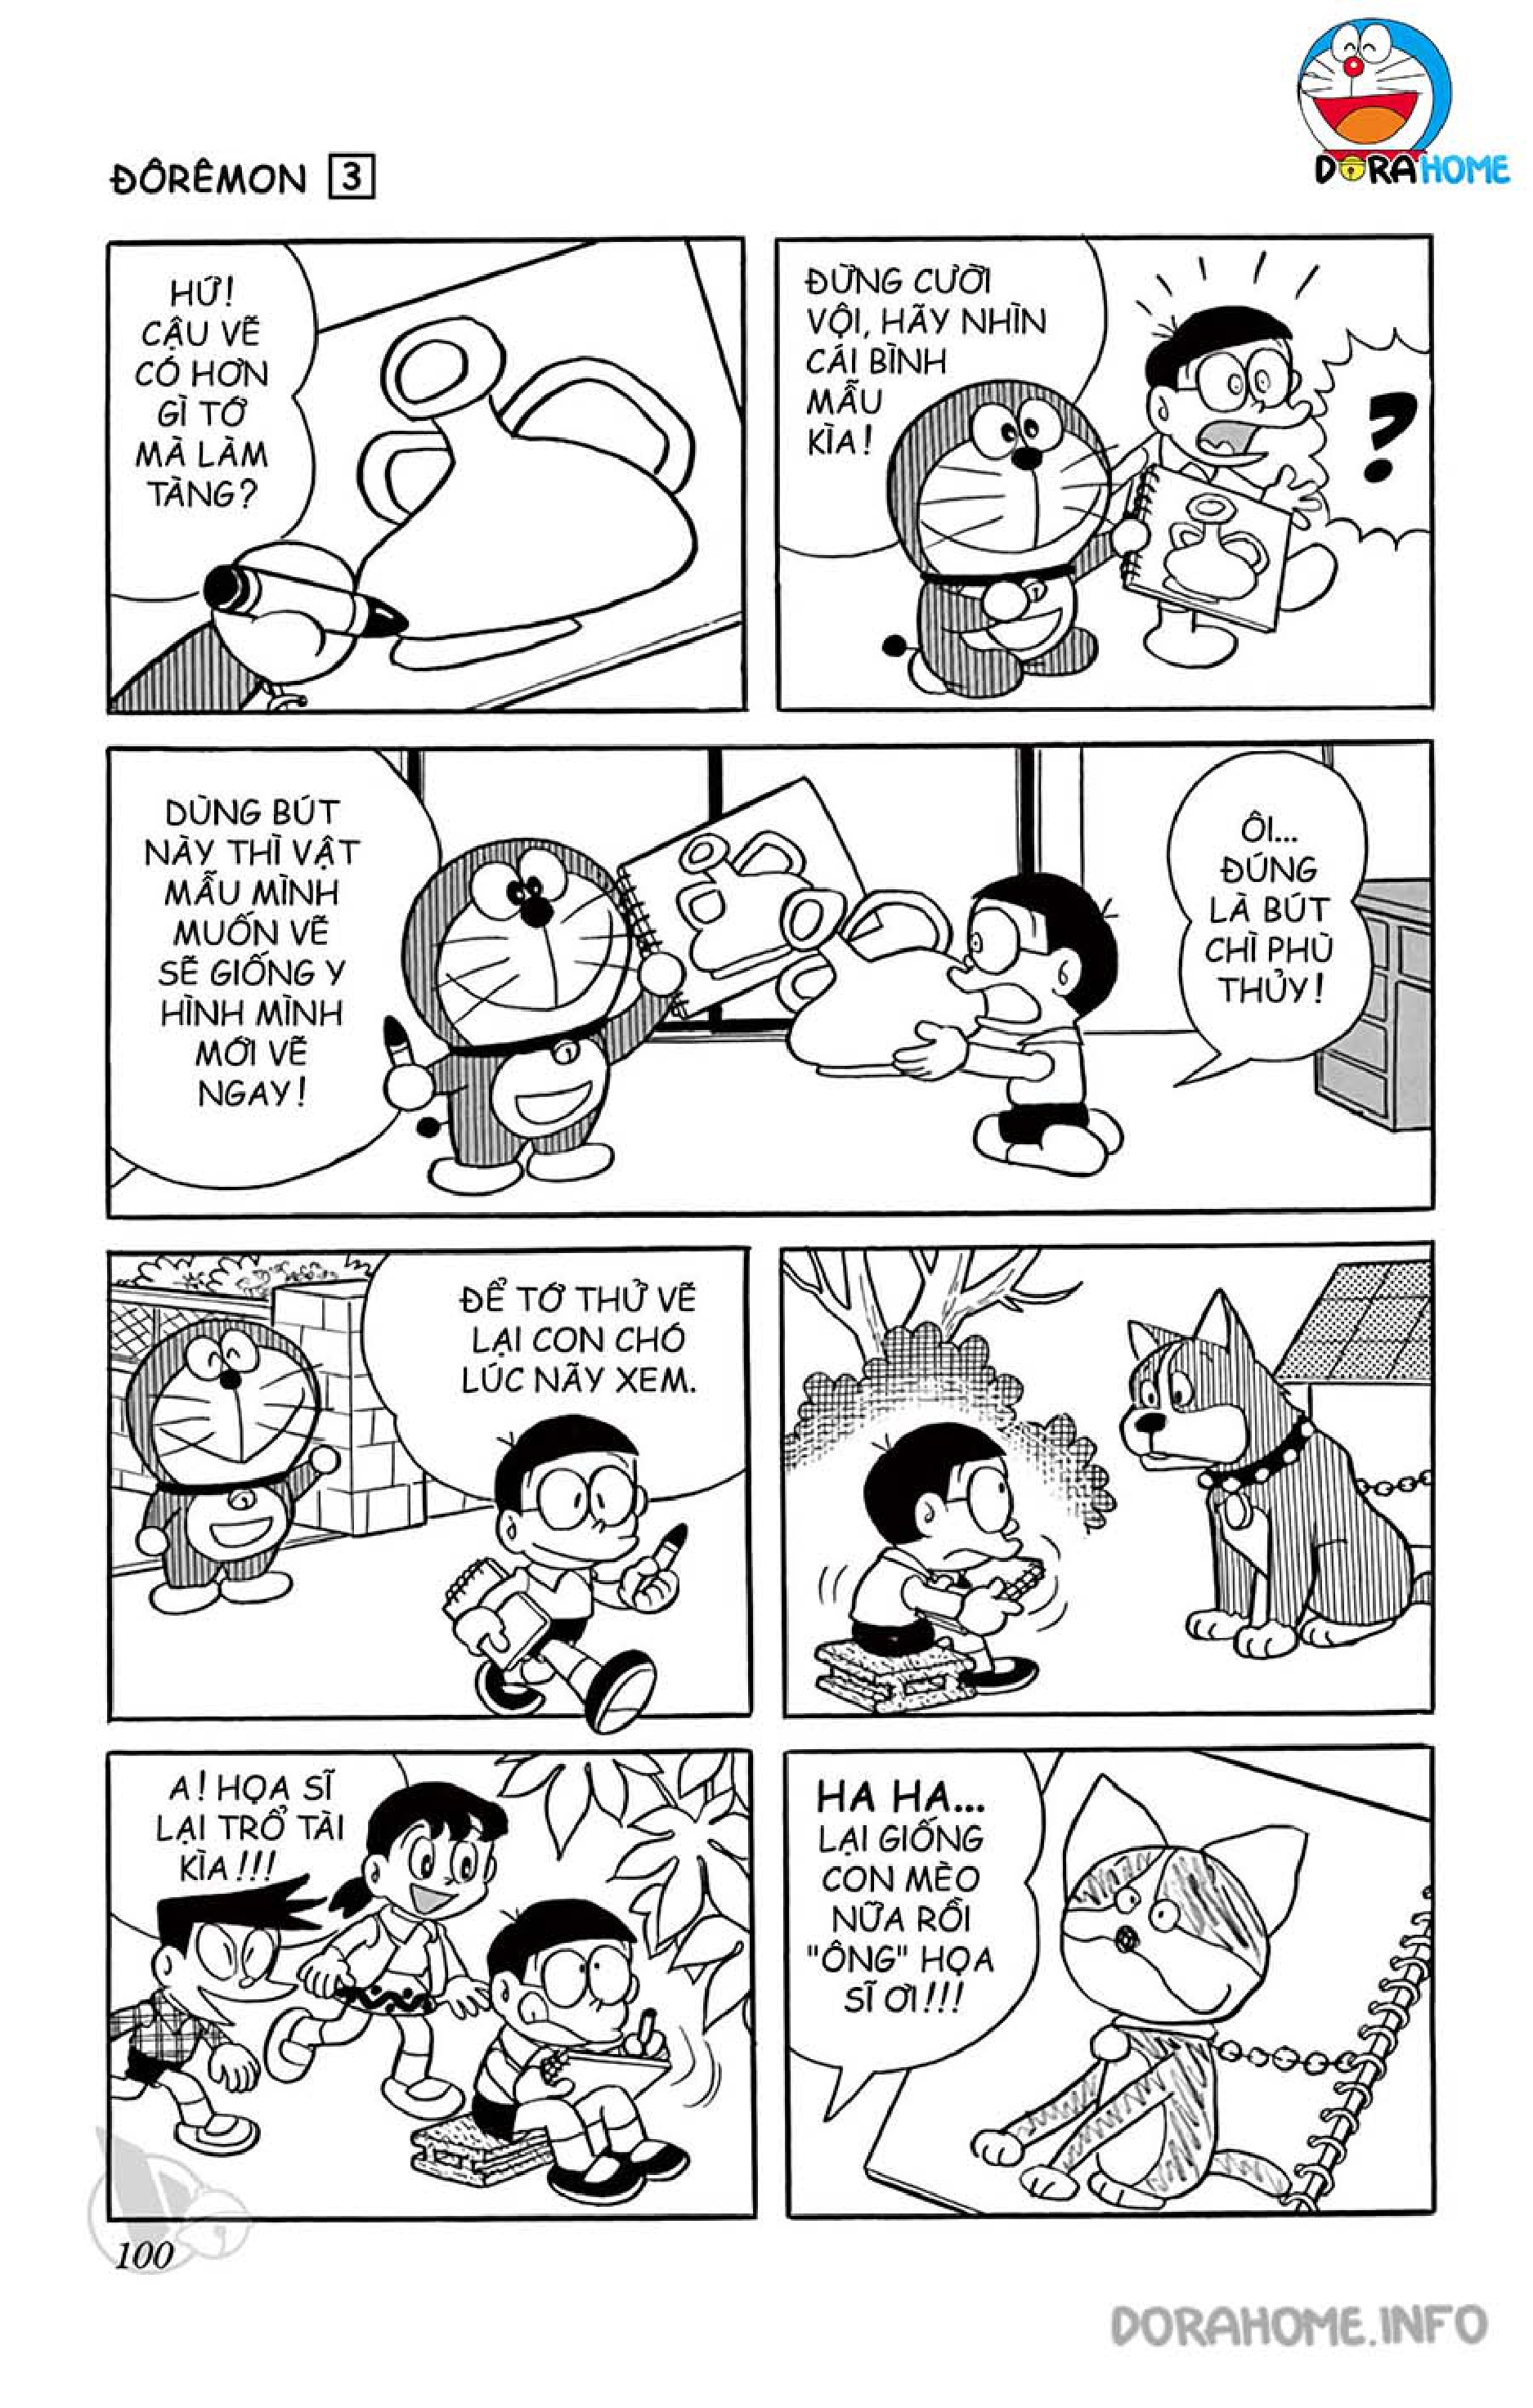 DORAHOME
ĐÔRÊMON 3
HỨ!
CẬU VẼ
CÓ HƠN
GÌ TỚ
MÀ LÀM
TÀNG?
ĐỪNG CƯỜI
VỘI, HÃY NHÌN
CÁI BÌNH
MẪU
KÌA!
?
DÙNG BÚT
NÀY THÌ VẬT
MẪU MÌNH
MUỐN VẼ
SẼ GIỐNG Y
HÌNH MÌNH
MỚI VẼ
NGAY!
ÔI...
ĐÚNG
LÀ BÚT
CHÌ PHÙ
THỦY!
ĐỂ TỚ THỬ VẼ
LẠI CON CHÓ
LÚC NÃY XEM.
A! HỌA SĨ
LẠI TRỔ TÀI
KÌA!!!
HA HA...
LẠI GIỐNG
CON MÈO
NỮA RỒI
"ÔNG" HỌA
SĨ ƠI!!!
100
DORAHOME.INFO